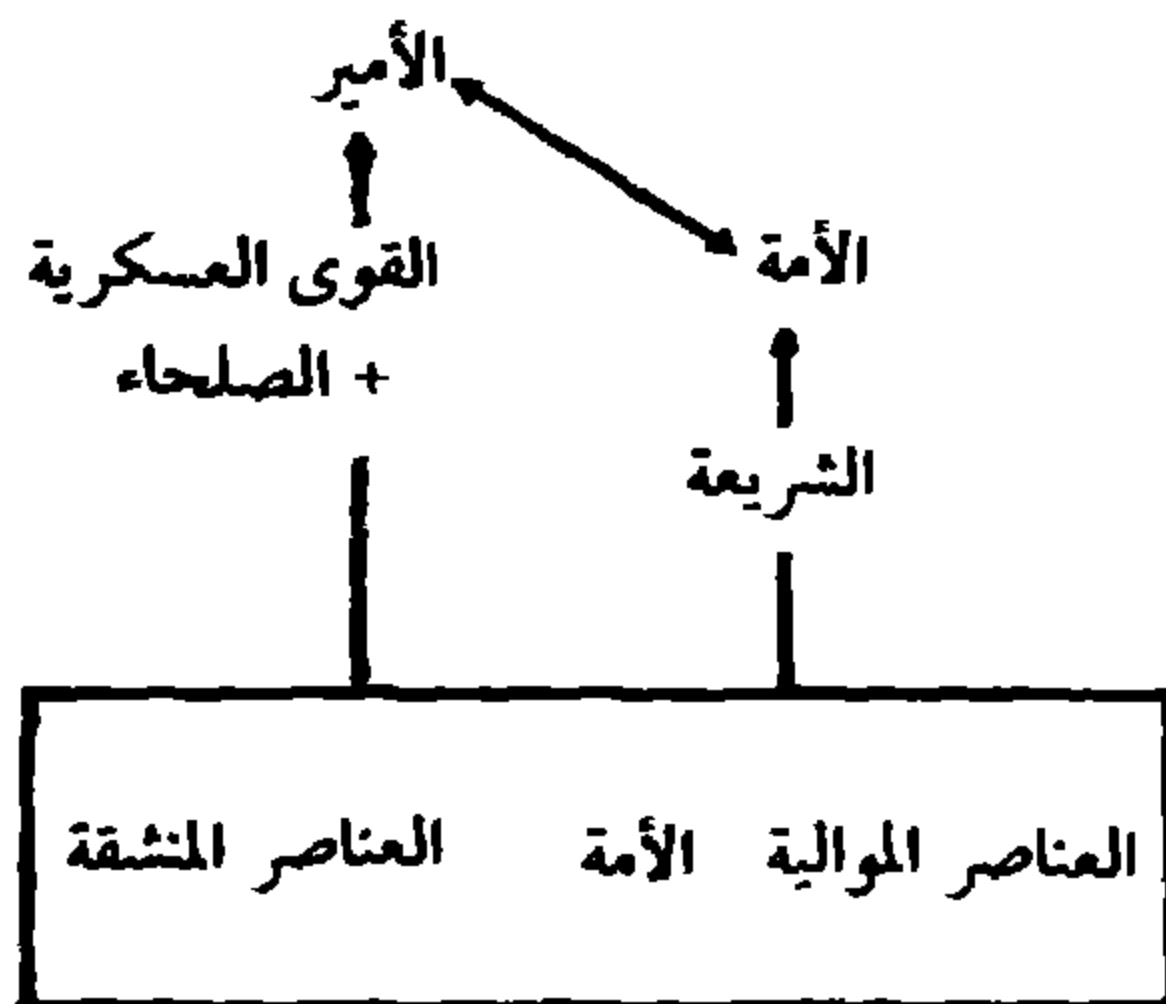 الأمير
الأمة
القوى العسكرية
+ الصلحاء
الشريعة
العناصر الموالية الأمة العناصر المنشقة